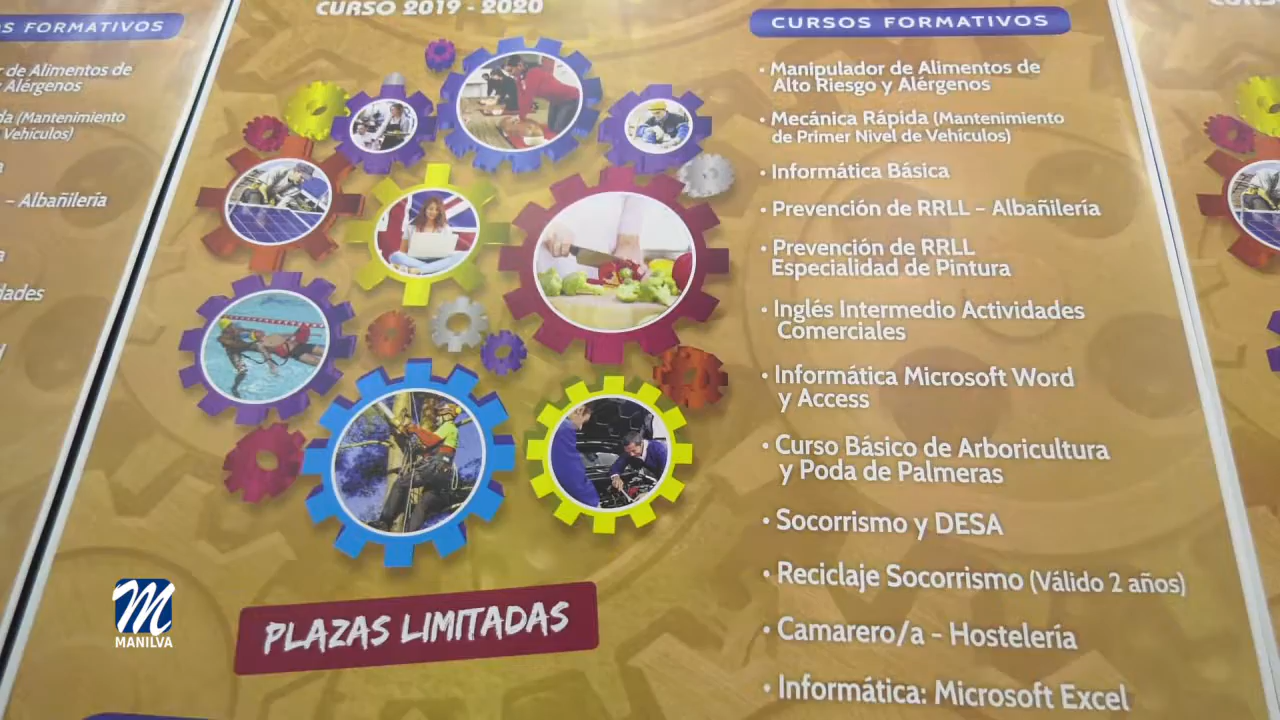 CURSO 2019 - 2020
OS FORMATIVOS
r de Alimentos de
y Alérgenos
da (Mantenimiento
Vehículos)
a
– Albañilería
a
dades
CURSOS FORMATIVOS
• Manipulador de Alimentos de
Alto Riesgo y Alérgenos
• Mecánica Rápida (Mantenimiento
de Primer Nivel de Vehículos)
• Informática Básica
• Prevención de RRLL – Albañilería
• Prevención de RRLL
Especialidad de Pintura
• Inglés Intermedio Actividades
Comerciales
• Informática Microsoft Word
y Access
• Curso Básico de Arboricultura
y Poda de Palmeras
• Socorrismo y DESA
• Reciclaje Socorrismo (Válido 2 años)
• Camarero/a - Hostelería
• Informática: Microsoft Excel
PLAZAS LIMITADAS
M
MANILVA